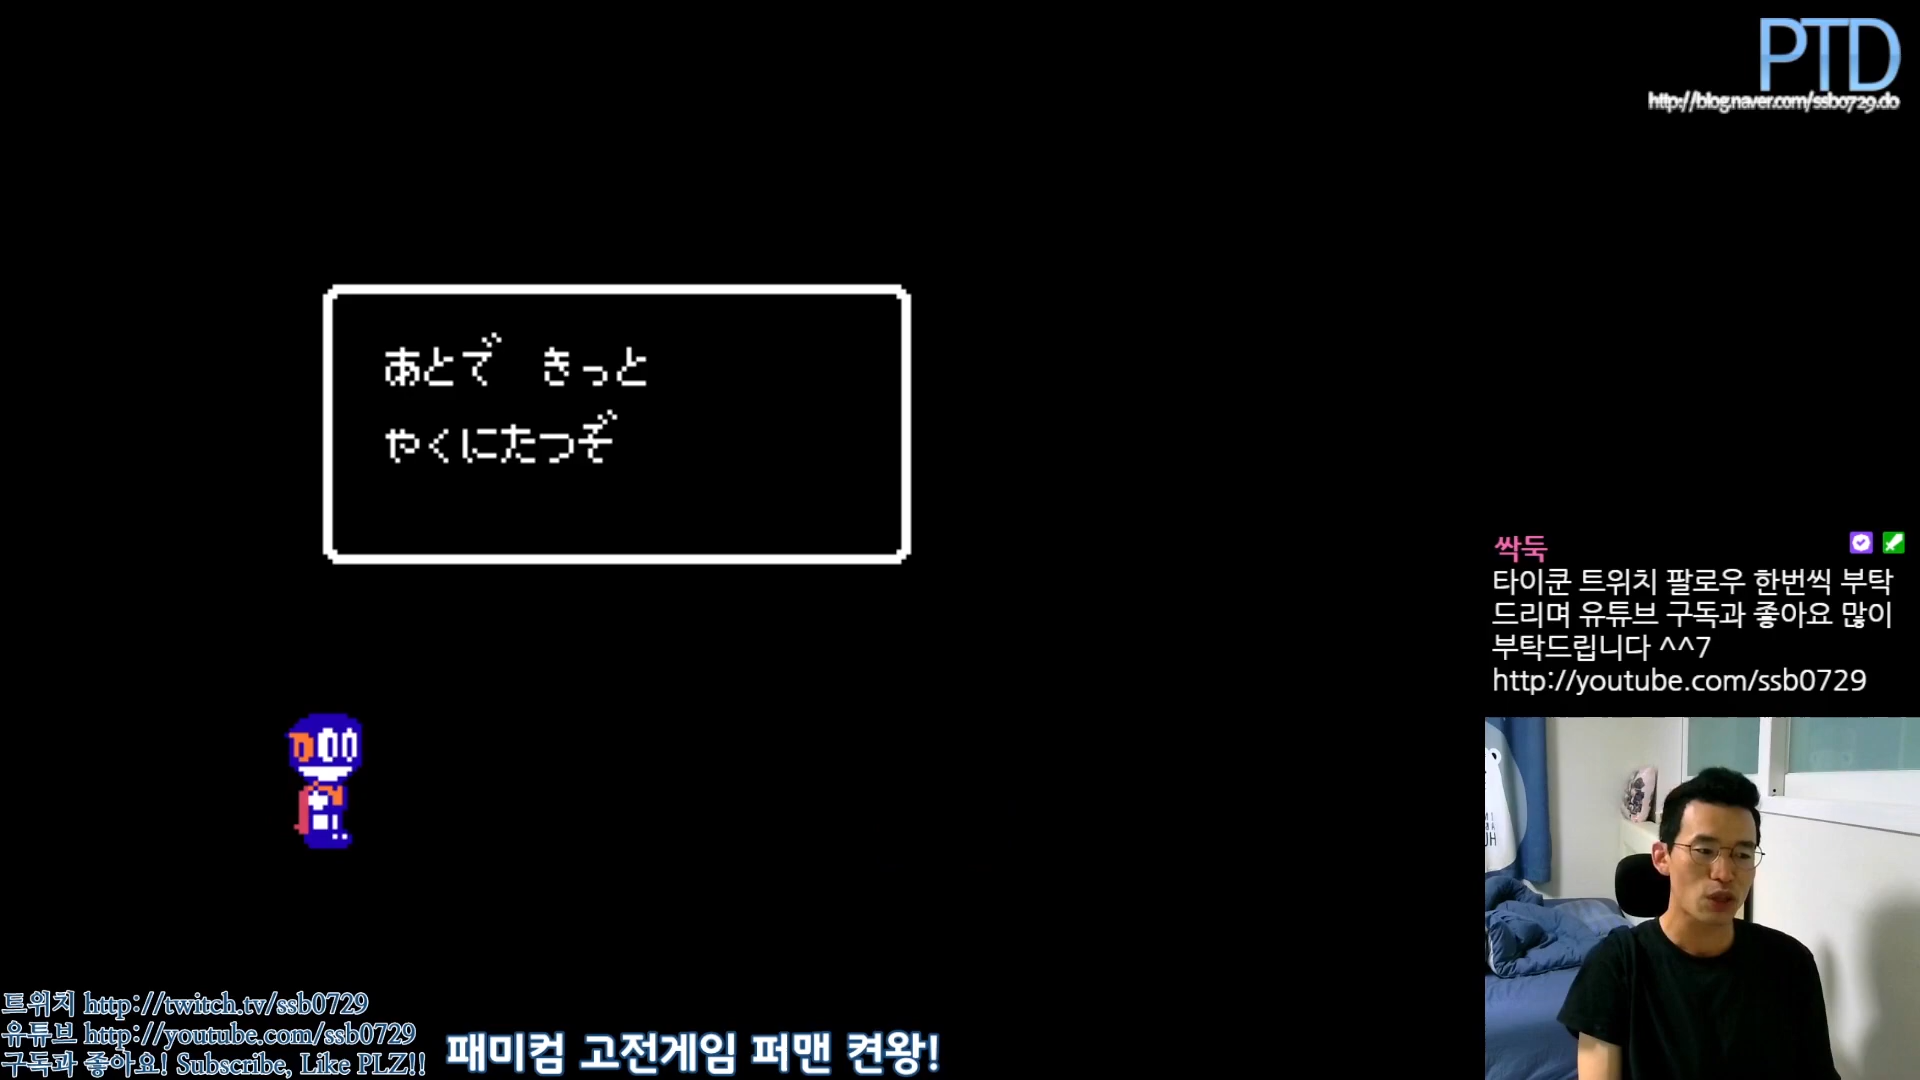 PTD
http://blog.naver.com/ssb0729.do
あとで きっと
やくにたつぞ
싹둑
타이쿤 트위치 팔로우 한번씩 부탁
드리며 유튜브 구독과 좋아요 많이
부탁드립니다 ^^7
http://youtube.com/ssb0729
트위치 http://twitch.tv/ssb0729
유튜브 http://youtube.com/ssb0729
구독과 좋아요! Subscribe, Like PLZ!!
패미컴 고전게임 퍼맨 켠왕!